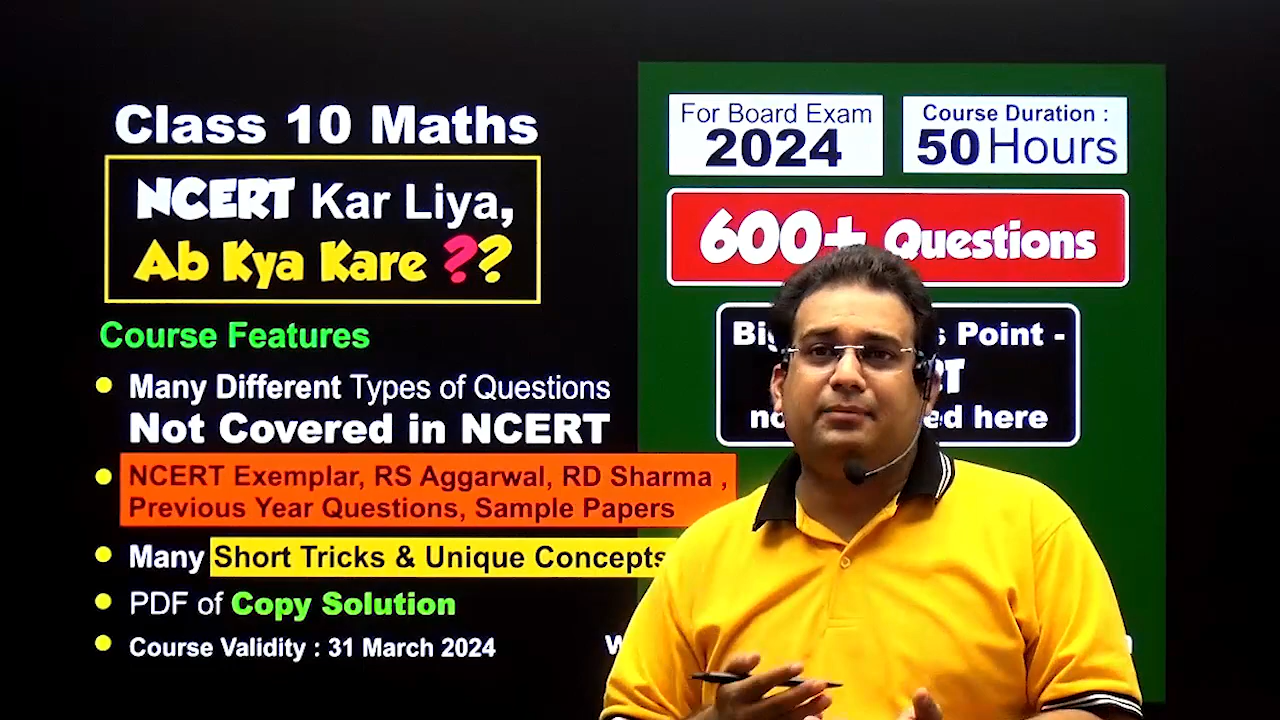 Class 10 Maths
NCERT Kar Liya,
Ab Kya Kare ??
Course Features
Many Different Types of Questions
Not Covered in NCERT
NCERT Exemplar, RS Aggarwal, RD Sharma ,
Previous Year Questions, Sample Papers
Many Short Tricks & Unique Concepts
PDF of Copy Solution
Course Validity : 31 March 2024
For Board Exam
2024
Course Duration :
50 Hours
600+ Questions
Point -
here